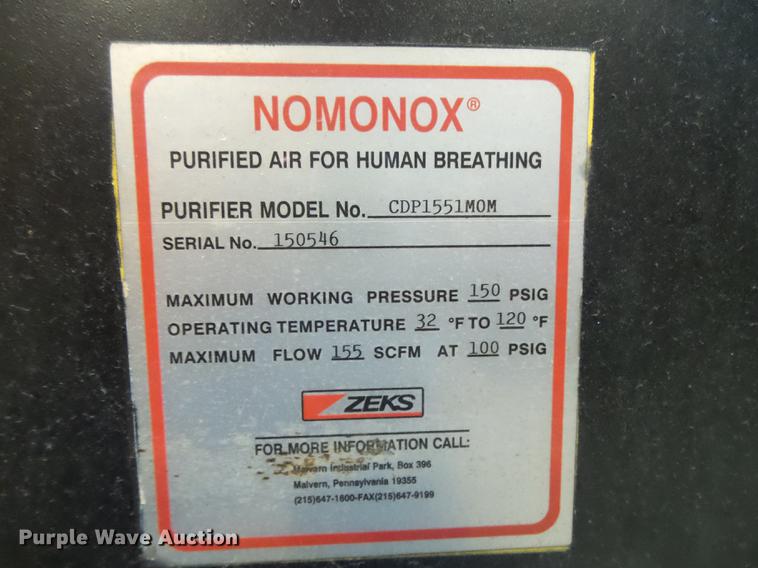 NOMONOX®
PURIFIED AIR FOR HUMAN BREATHING
PURIFIER MODEL No. CDP1551MOM
SERIAL No. 150546
MAXIMUM WORKING PRESSURE 150 PSIG
OPERATING TEMPERATURE 32 °F TO 120 °F
MAXIMUM FLOW 155 SCFM AT 100 PSIG
ZEKS
FOR MORE INFORMATION CALL:
Malvern Industrial Park, Box 396
Malvern, Pennsylvania 19355
(215)647-1600-FAX(215)647-9199
Purple Wave Auction